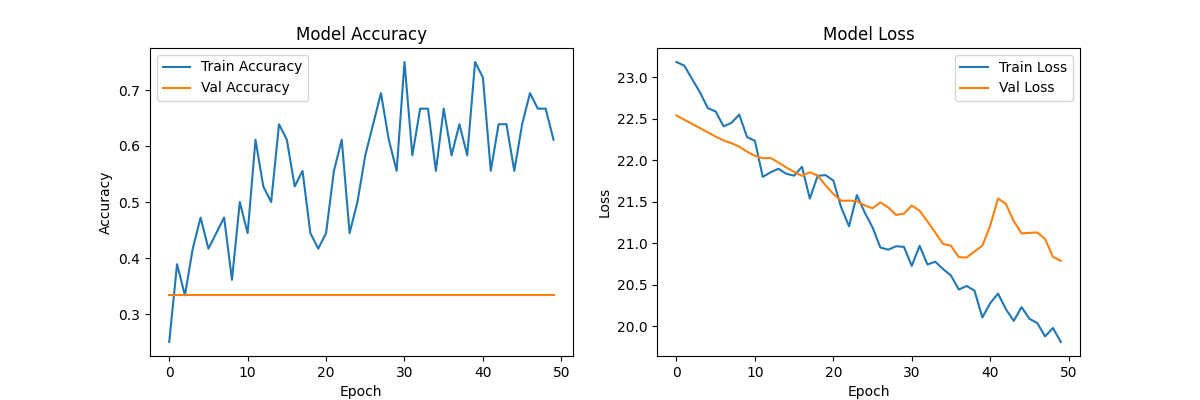 Model Accuracy
Train Accuracy
Val Accuracy
0.7
0.6
0.5
0.4
0.3
Accuracy
0 10 20 30 40 50
Epoch
Model Loss
Train Loss
Val Loss
23.0
22.5
22.0
21.5
21.0
20.5
20.0
Loss
0 10 20 30 40 50
Epoch